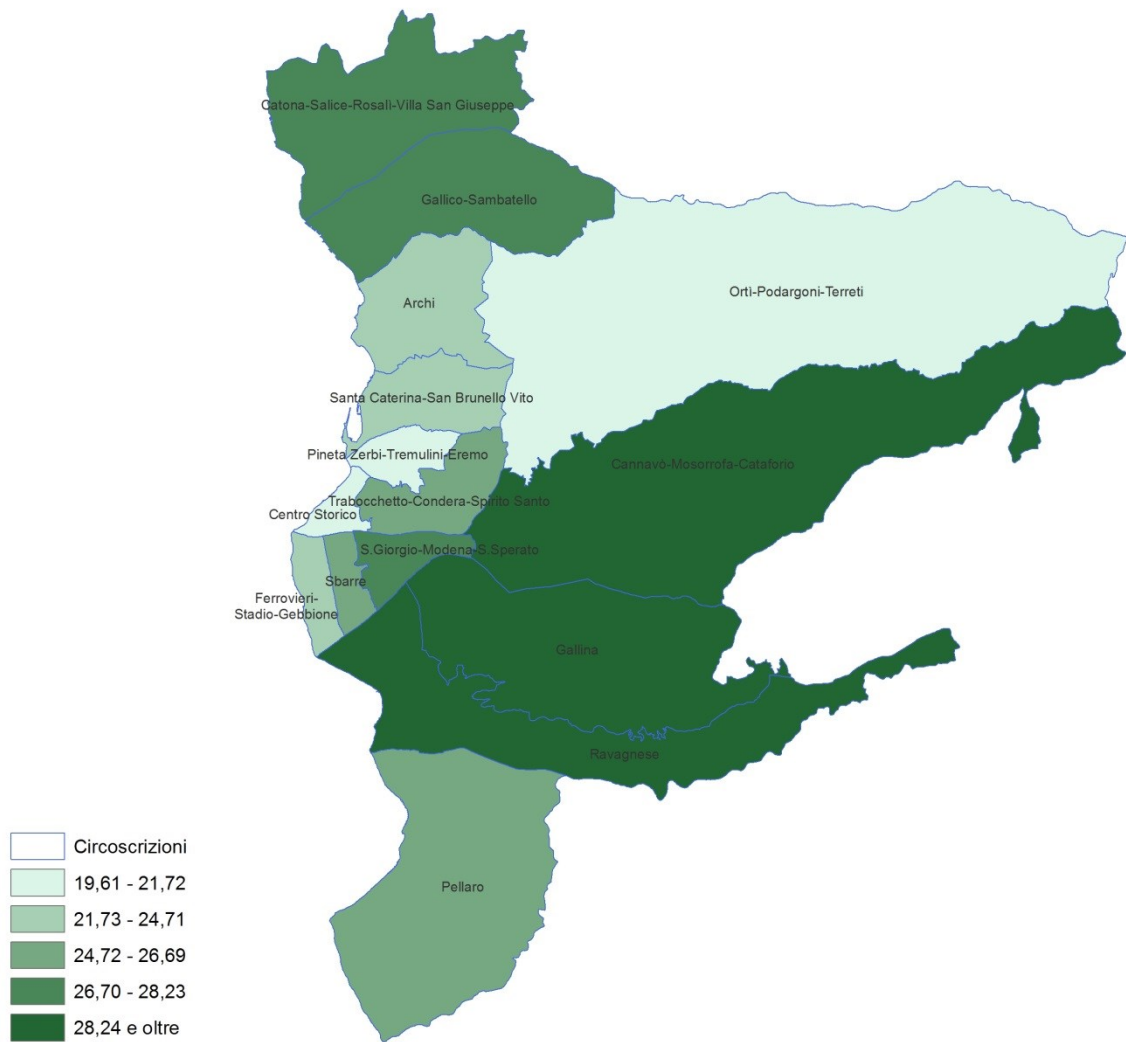 Catona-Salice-Rosalì-Villa San Giuseppe
Gallico-Sambatello
Orti-Podargoni-Terreti
Archi
Santa Caterina-San Brunello Vito
Pineta Zerbi-Tremulini-Eremo
Cannavò-Mosorrofa-Cataforio
Trabocchetto-Condera-Spirito Santo
Centro Storico
S.Giorgio-Modena-S.Sperato
Sbarre
Ferrovieri-
Stadio-Gebbione
Gallina
Ravagnese
Pellaro
Circoscrizioni
19,61 - 21,72
21,73 - 24,71
24,72 - 26,69
26,70 - 28,23
28,24 e oltre